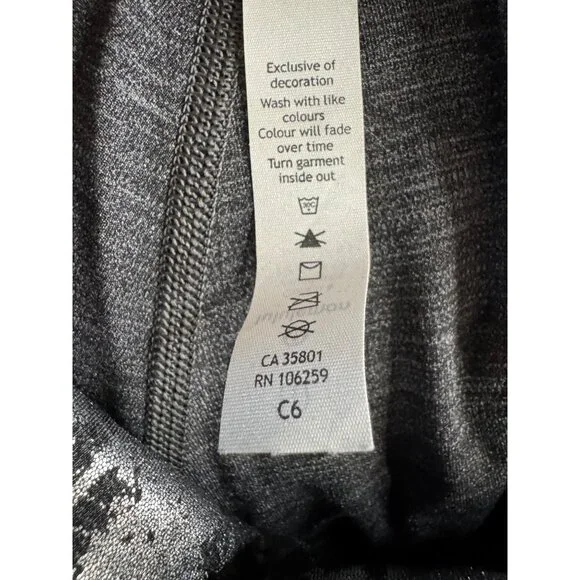 Exclusive of
decoration
Wash with like
colours
Colour will fade
over time
Turn garment
inside out
30C
CA 35801
RN 106259
C6